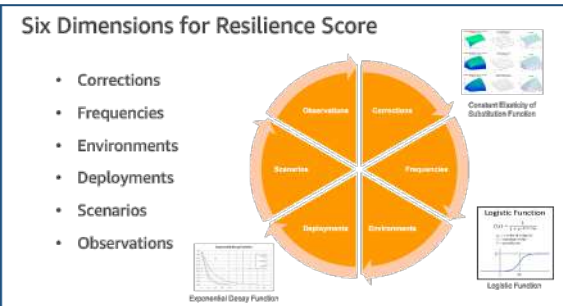 Six Dimensions for Resilience Score
• Corrections
• Frequencies
• Environments
• Deployments
• Scenarios
• Observations
Observations
Corrections
Scenarios
Frequencies
Deployments
Environments
Constant Elasticity of
Substitution Function
Logistic Function
Logistic Function
Exponential Decay Function